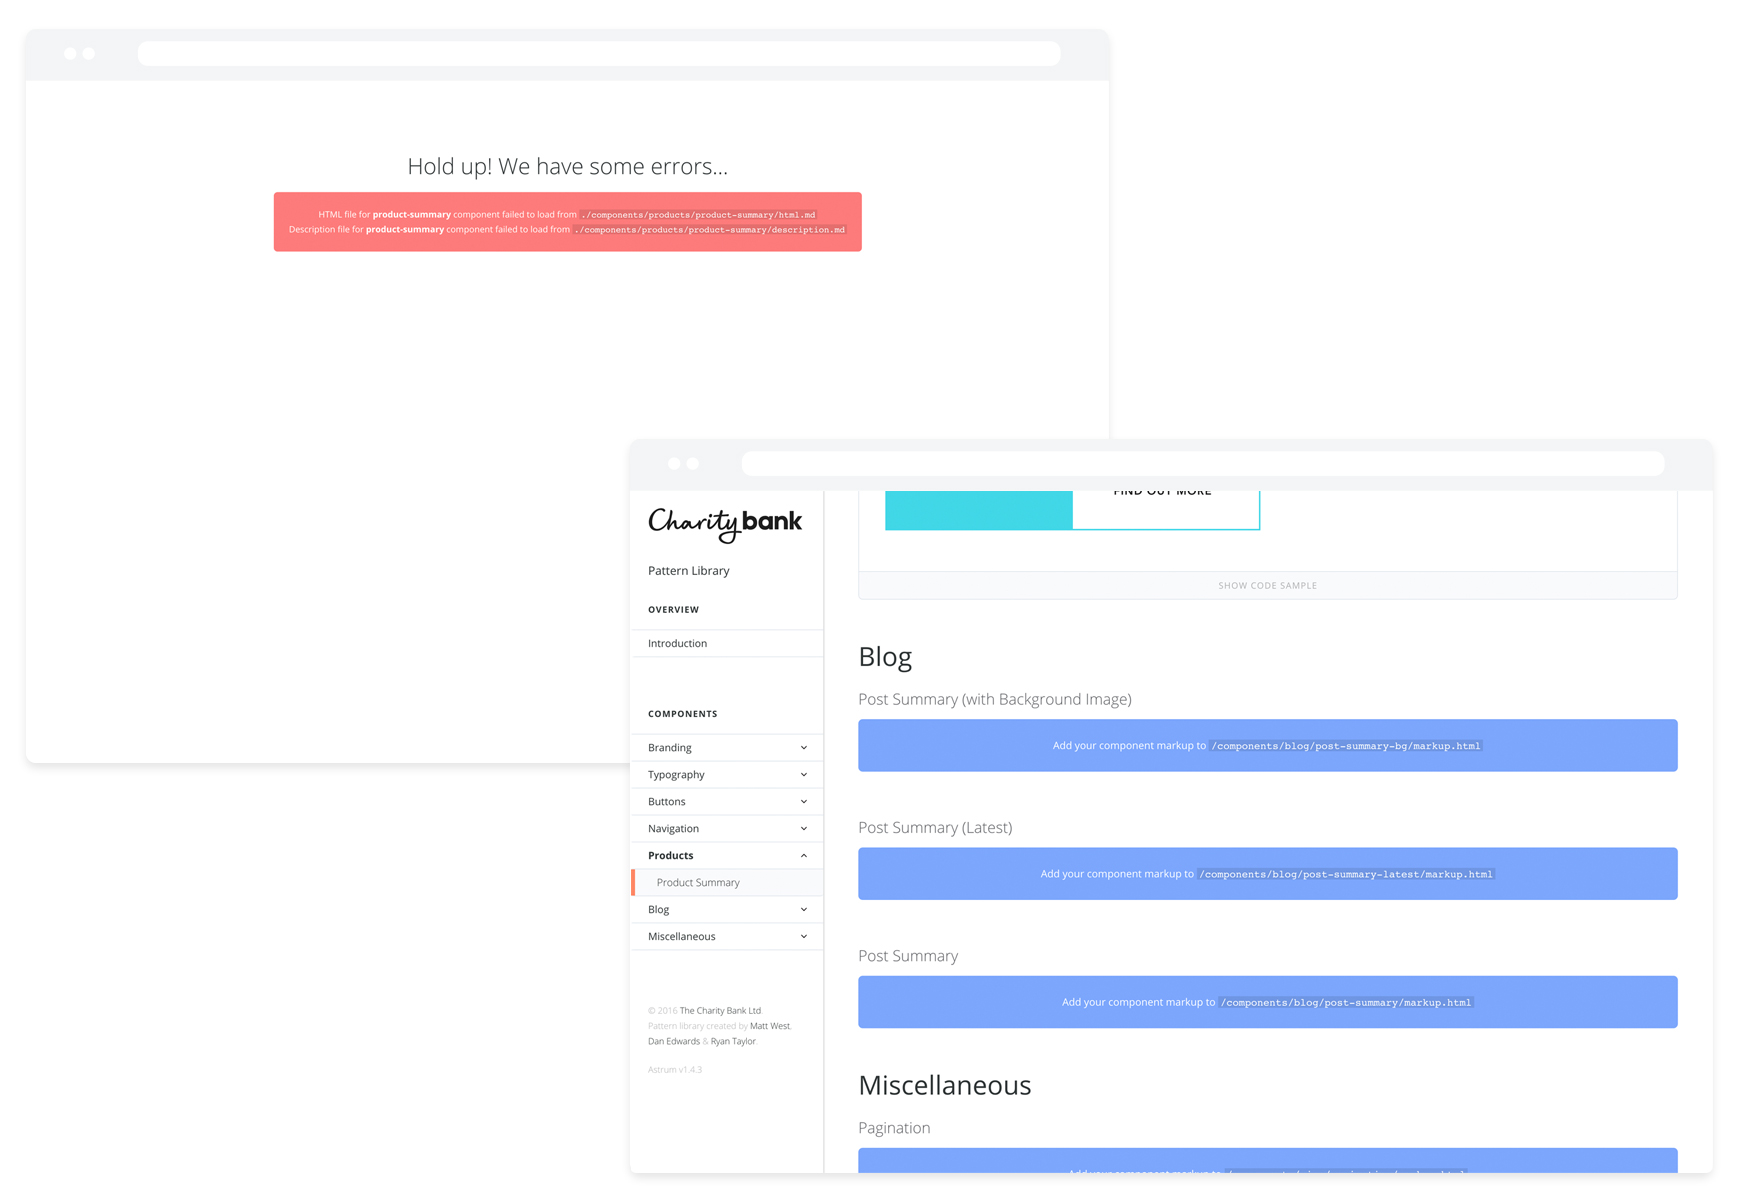 Hold up! We have some errors...
HTML file for product-summary component failed to load from ./components/products/product-summary/html.md
Description file for product-summary component failed to load from ./components/products/product-summary/description.md
Charity bank
Pattern Library
OVERVIEW
Introduction
COMPONENTS
Branding
Typography
Buttons
Navigation
Products
Product Summary
Blog
Miscellaneous
© 2016 The Charity Bank Ltd
Pattern library created by Matt West,
Dan Edwards & Ryan Taylor
Astrum v1.4.3
FIND OUT MORE
SHOW CODE SAMPLE
Blog
Post Summary (with Background Image)
Add your component markup to /components/blog/post-summary-bg/markup.html
Post Summary (Latest)
Add your component markup to /components/blog/post-summary-latest/markup.html
Post Summary
Add your component markup to /components/blog/post-summary/markup.html
Miscellaneous
Pagination
Add your component markup to